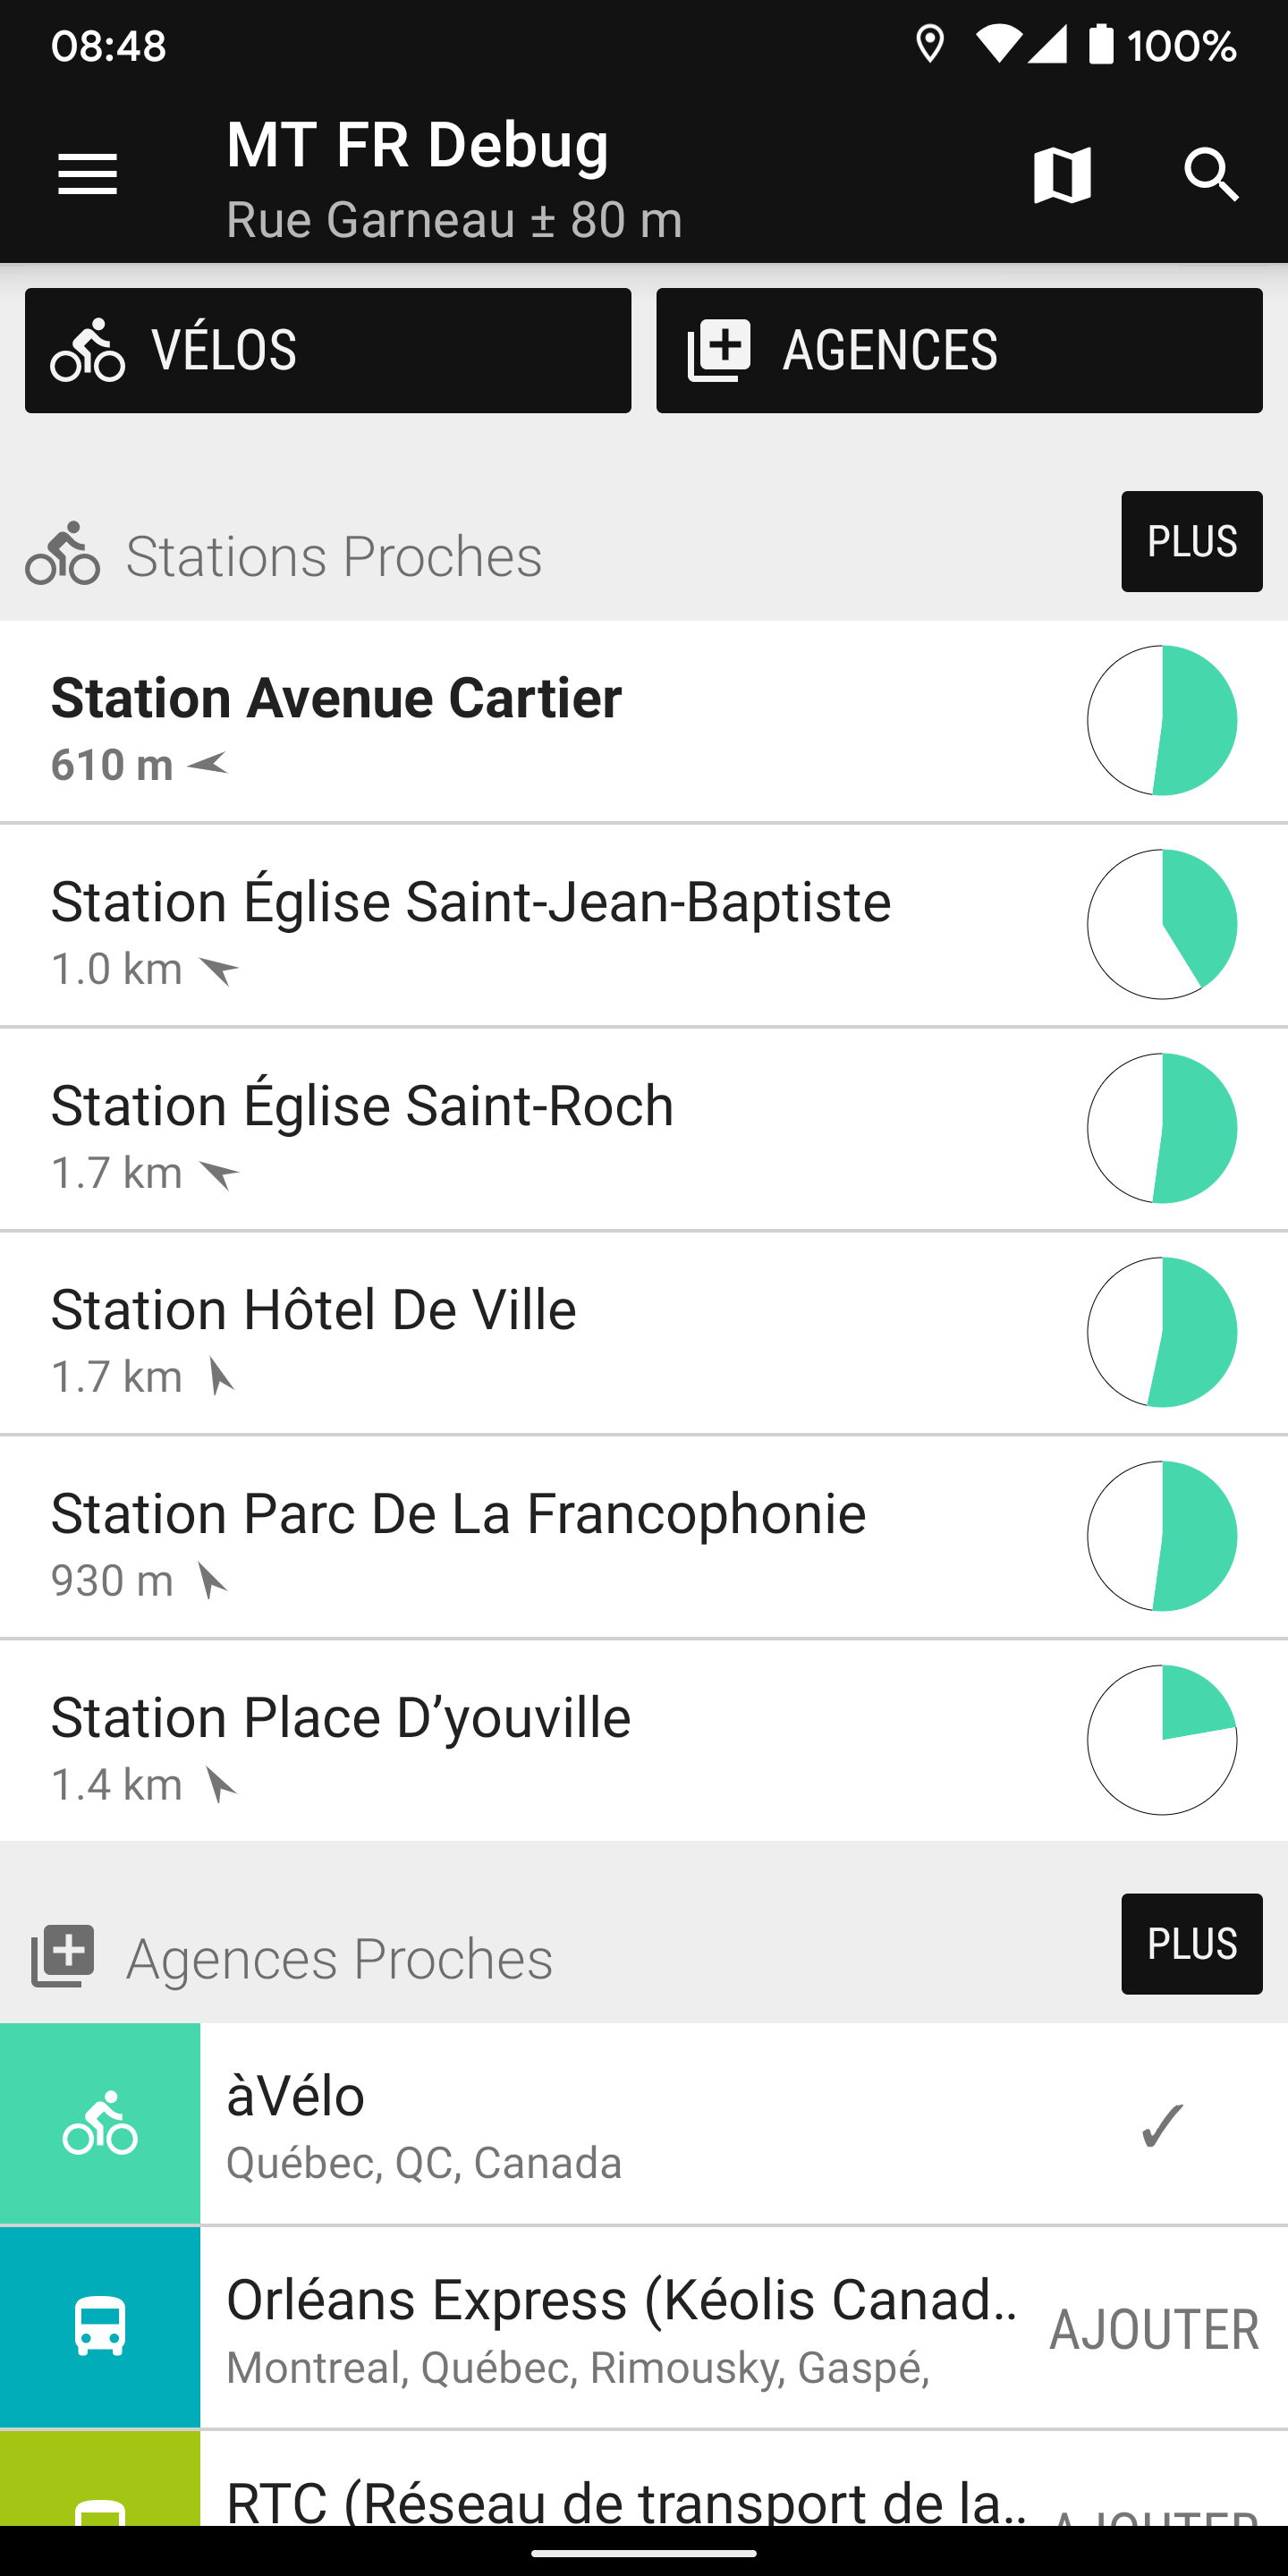 08:48
100%
MT FR Debug
Rue Garneau ± 80 m
VÉLOS
AGENCES
Stations Proches
PLUS
Station Avenue Cartier
610 m
Station Église Saint-Jean-Baptiste
1.0 km
Station Église Saint-Roch
1.7 km
Station Hôtel De Ville
1.7 km
Station Parc De La Francophonie
930 m
Station Place D’youville
1.4 km
Agences Proches
PLUS
àVélo
Québec, QC, Canada
✓
Orléans Express (Kéolis Canad..
AJOUTER
Montreal, Québec, Rimousky, Gaspé,
RTC (Réseau de transport de la..
AJOUTER